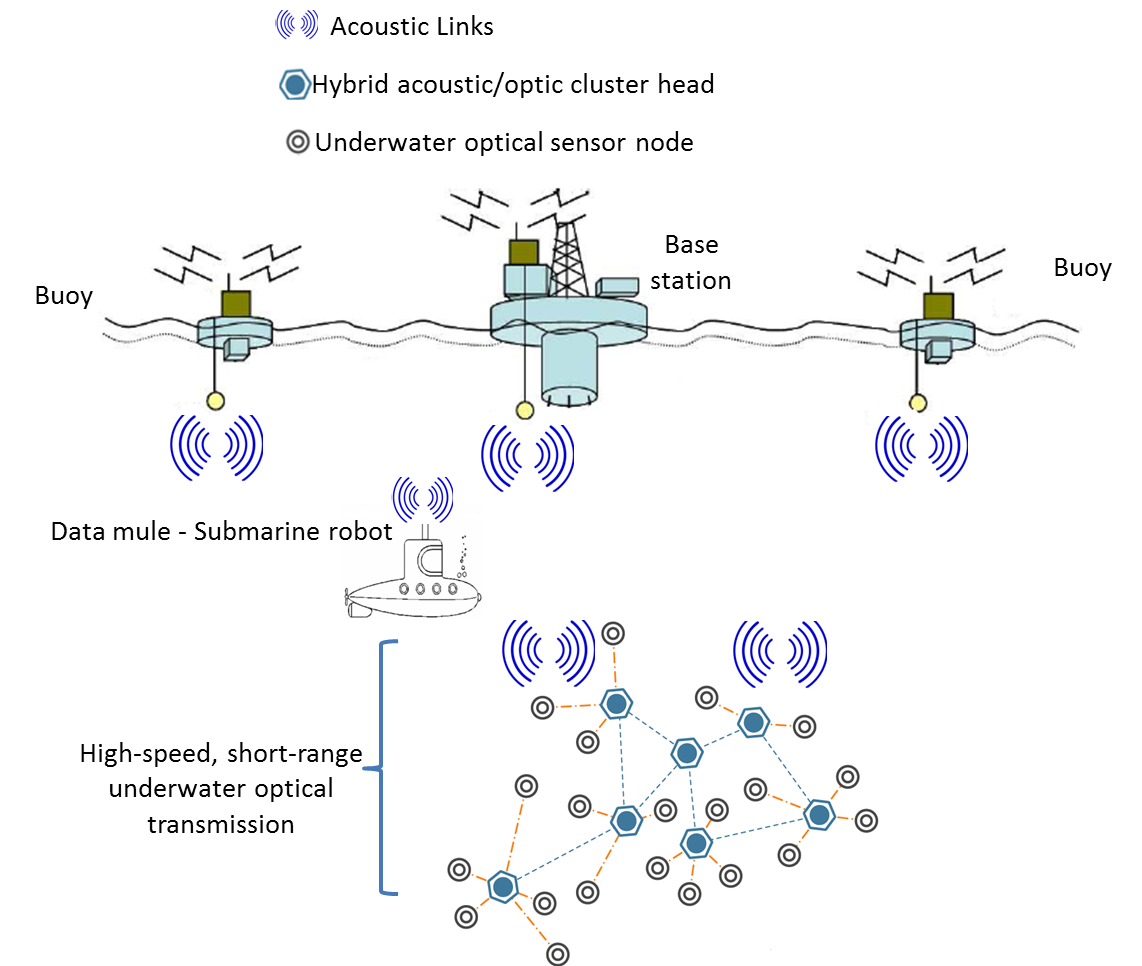 Acoustic Links
Hybrid acoustic/optic cluster head
Underwater optical sensor node
Base
station
Buoy
Buoy
Data mule - Submarine robot
High-speed, short-range
underwater optical
transmission